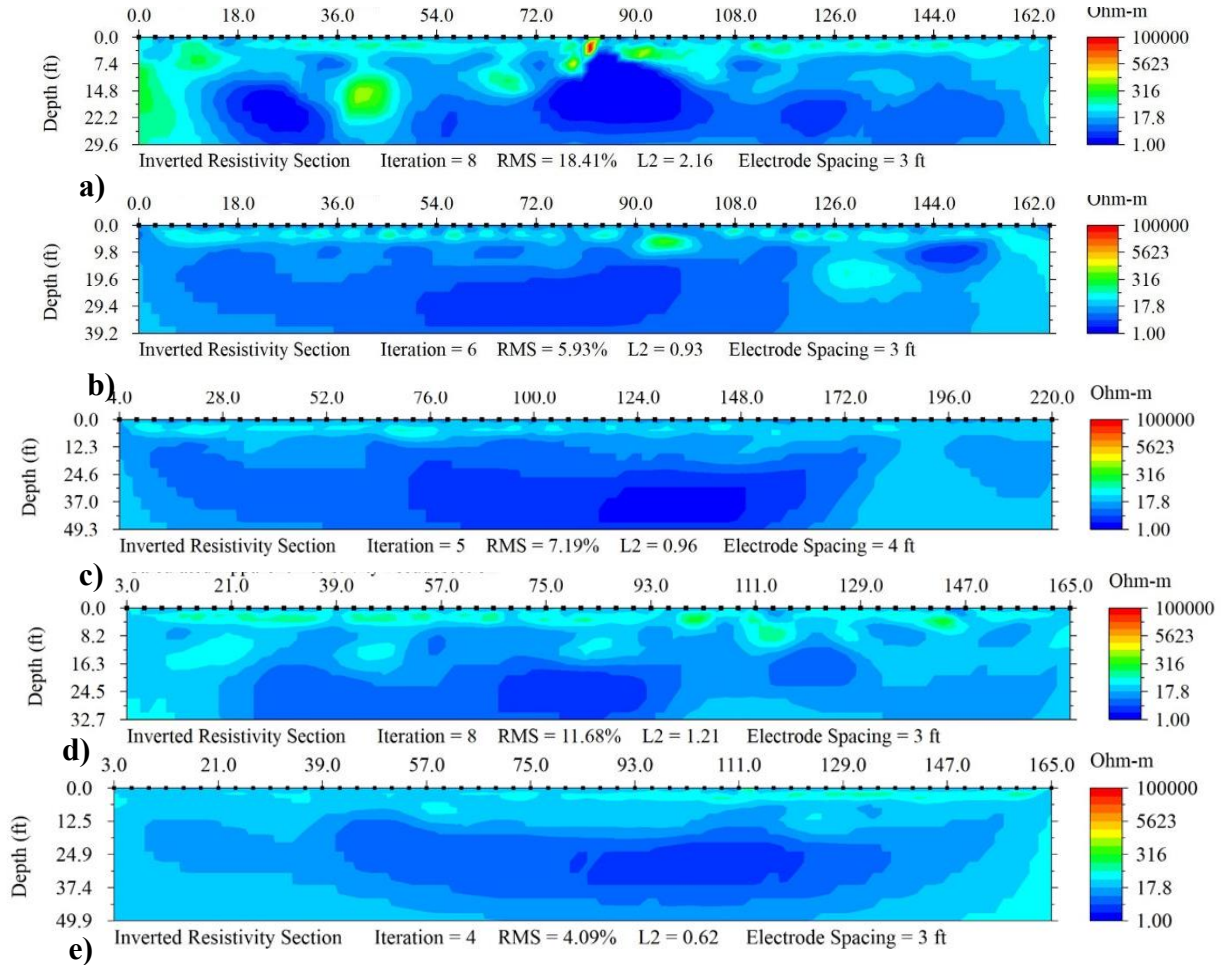 0.0 18.0 36.0 54.0 72.0 90.0 108.0 126.0 144.0 162.0
Ohm-m
Depth (ft)
0.0
7.4
14.8
22.2
29.6
100000
5623
316
17.8
1.00
Inverted Resistivity Section Iteration = 8 RMS = 18.41% L2 = 2.16 Electrode Spacing = 3 ft
a)
0.0 18.0 36.0 54.0 72.0 90.0 108.0 126.0 144.0 162.0
Ohm-m
Depth (ft)
0.0
9.8
19.6
29.4
39.2
100000
5623
316
17.8
1.00
Inverted Resistivity Section Iteration = 6 RMS = 5.93% L2 = 0.93 Electrode Spacing = 3 ft
b)
4.0 28.0 52.0 76.0 100.0 124.0 148.0 172.0 196.0 220.0
Ohm-m
Depth (ft)
0.0
12.3
24.6
37.0
49.3
100000
5623
316
17.8
1.00
Inverted Resistivity Section Iteration = 5 RMS = 7.19% L2 = 0.96 Electrode Spacing = 4 ft
c)
3.0 21.0 39.0 57.0 75.0 93.0 111.0 129.0 147.0 165.0
Ohm-m
Depth (ft)
0.0
8.2
16.3
24.5
32.7
100000
5623
316
17.8
1.00
Inverted Resistivity Section Iteration = 8 RMS = 11.68% L2 = 1.21 Electrode Spacing = 3 ft
d)
3.0 21.0 39.0 57.0 75.0 93.0 111.0 129.0 147.0 165.0
Ohm-m
Depth (ft)
0.0
12.5
24.9
37.4
49.9
100000
5623
316
17.8
1.00
Inverted Resistivity Section Iteration = 4 RMS = 4.09% L2 = 0.62 Electrode Spacing = 3 ft
e)